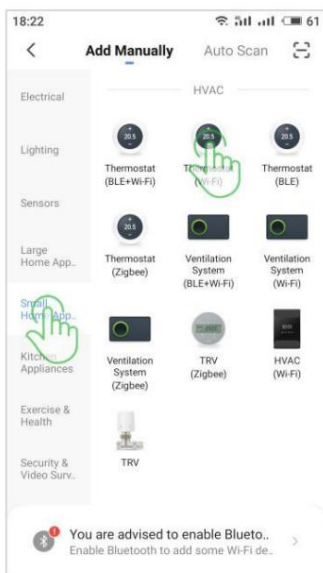 18:22
61
Add Manually
Auto Scan
Electrical
Lighting
Sensors
Large
Home App..
Small
Home App..
Kitchen
Appliances
Exercise &
Health
Security &
Video Surv..
HVAC
20.5
20.5
20.5
Thermostat
(BLE+Wi-Fi)
Thermostat
(Wi-Fi)
Thermostat
(BLE)
20.5
Thermostat
(Zigbee)
Ventilation
System
(BLE+Wi-Fi)
Ventilation
System
(Wi-Fi)
Ventilation
System
(Zigbee)
TRV
(Zigbee)
HVAC
(Wi-Fi)
TRV
You are advised to enable Blueto..
Enable Bluetooth to add some Wi-Fi de..